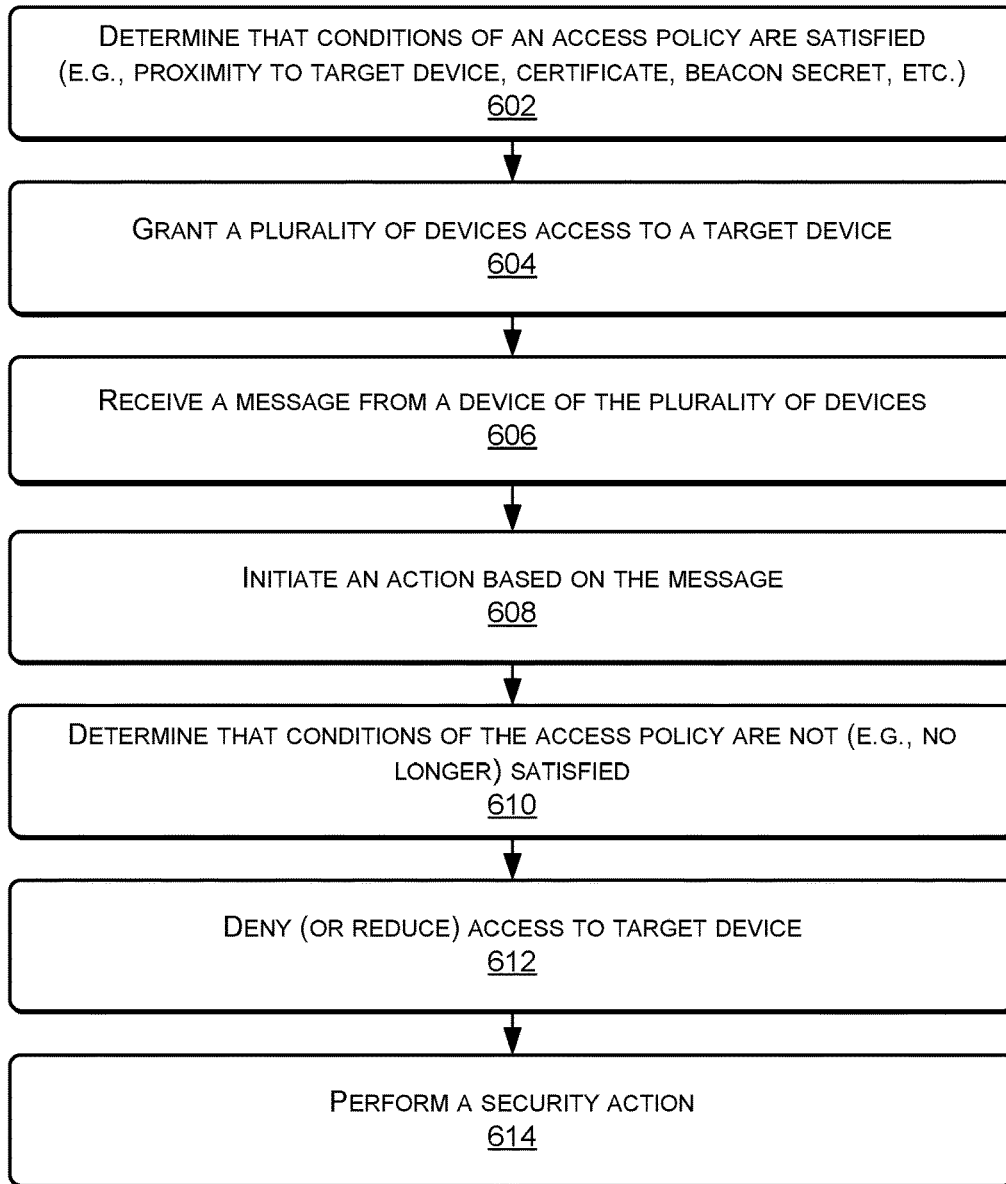 DETERMINE THAT CONDITIONS OF AN ACCESS POLICY ARE SATISFIED
(E.G., PROXIMITY TO TARGET DEVICE, CERTIFICATE, BEACON SECRET, ETC.)
602
GRANT A PLURALITY OF DEVICES ACCESS TO A TARGET DEVICE
604
RECEIVE A MESSAGE FROM A DEVICE OF THE PLURALITY OF DEVICES
606
INITIATE AN ACTION BASED ON THE MESSAGE
608
DETERMINE THAT CONDITIONS OF THE ACCESS POLICY ARE NOT (E.G., NO
LONGER) SATISFIED
610
DENY (OR REDUCE) ACCESS TO TARGET DEVICE
612
PERFORM A SECURITY ACTION
614